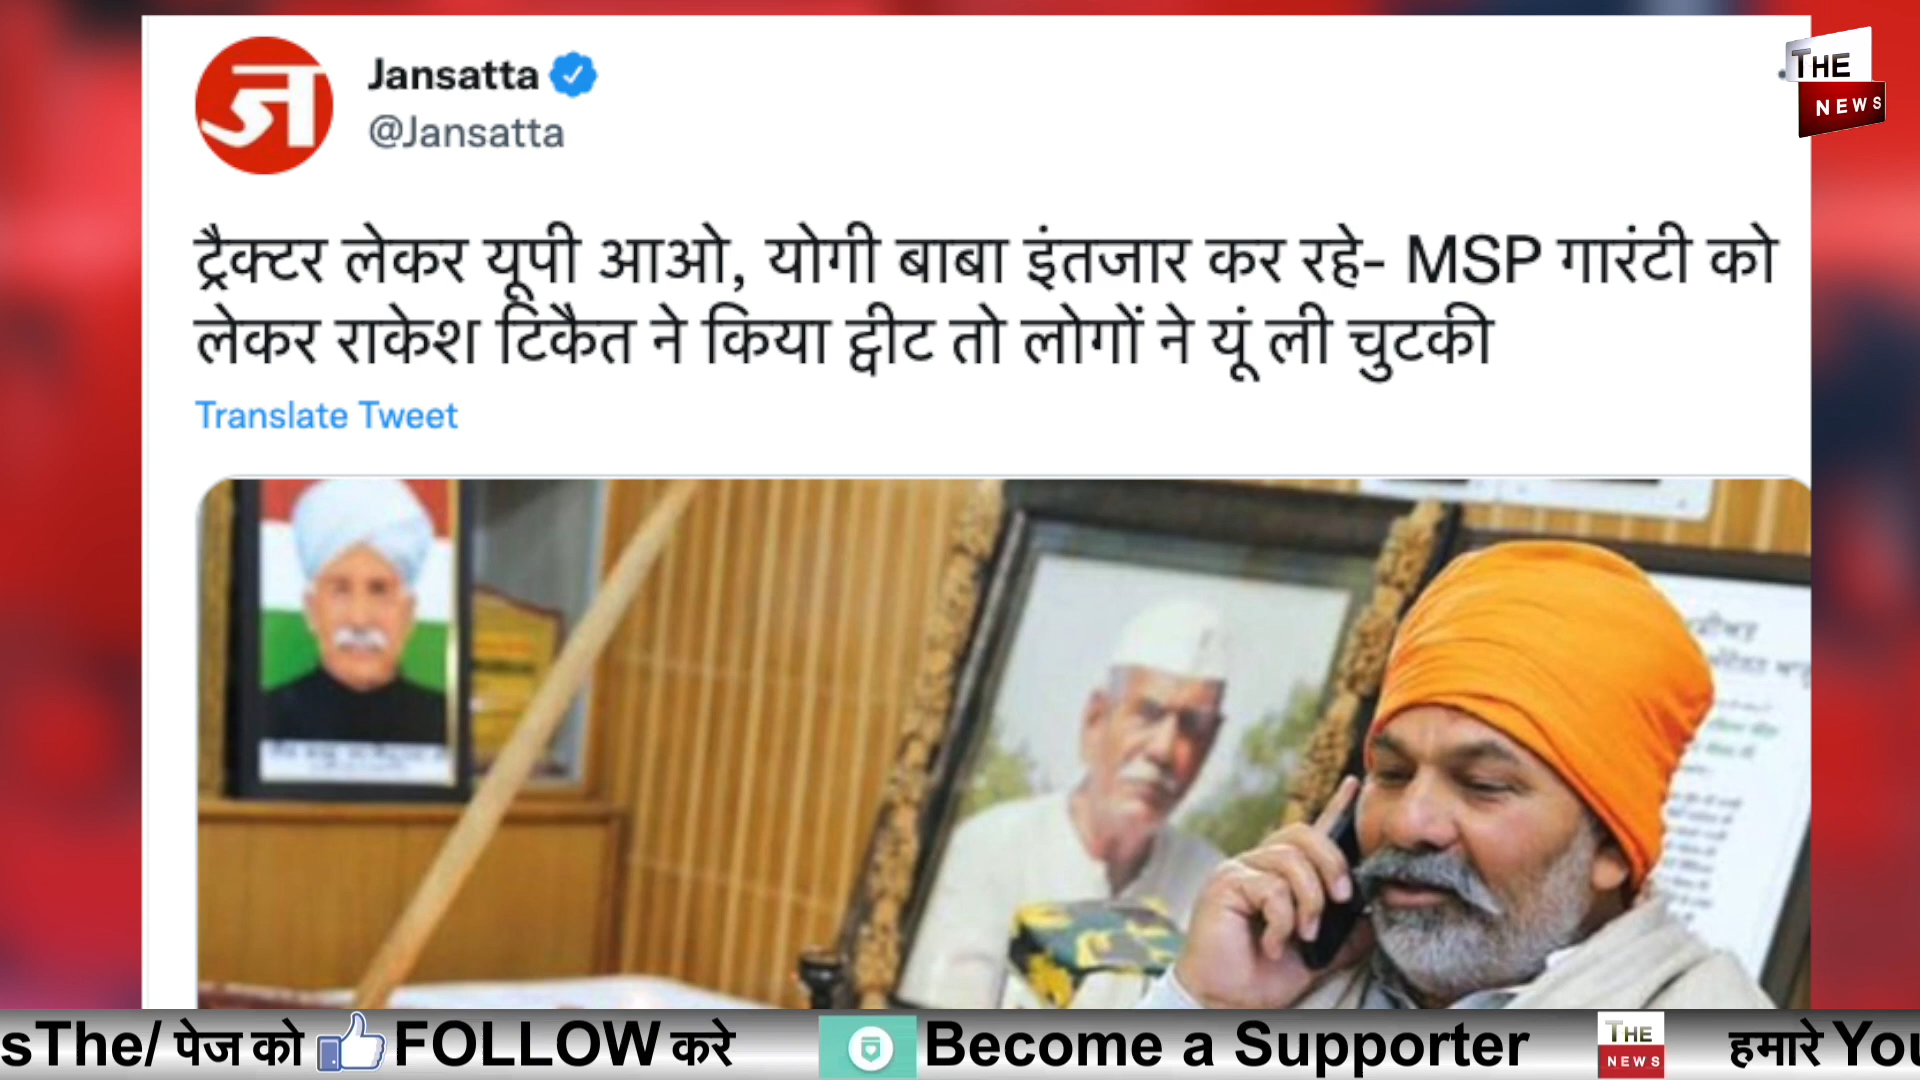 Jansatta
@Jansatta
THE
NEWS
ट्रैक्टर लेकर यूपी आओ, योगी बाबा इंतजार कर रहे- MSP गारंटी को
लेकर राकेश टिकैत ने किया ट्वीट तो लोगों ने यूं ली चुटकी
Translate Tweet
sThe/ पेज को FOLLOW करे Become a Supporter THE NEWS हमारे You